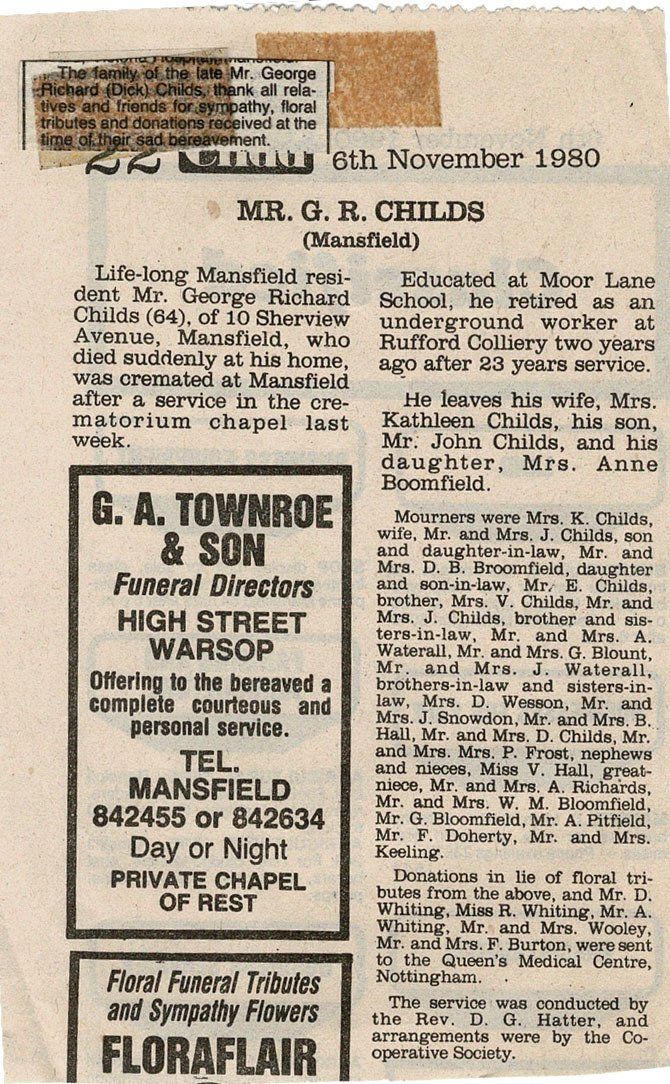 The family of the late Mr. George
Richard (Dick) Childs, thank all rela-
tives and friends for sympathy, floral
tributes and donations received at the
time of their sad bereavement.
22 Chad 6th November 1980
MR. G. R. CHILDS
(Mansfield)
Life-long Mansfield resi-
dent Mr. George Richard
Childs (64), of 10 Sherview
Avenue, Mansfield, who
died suddenly at his home,
was cremated at Mansfield
after a service in the cre-
matorium chapel last
week.
G. A. TOWNROE
& SON
Funeral Directors
HIGH STREET
WARSOP
Offering to the bereaved a
complete courteous and
personal service.
TEL.
MANSFIELD
842455 or 842634
Day or Night
PRIVATE CHAPEL
OF REST
Floral Funeral Tributes
and Sympathy Flowers
FLORAFLAIR
Educated at Moor Lane
School, he retired as an
underground worker at
Rufford Colliery two years
ago after 23 years service.
He leaves his wife, Mrs.
Kathleen Childs, his son,
Mr. John Childs, and his
daughter, Mrs. Anne
Boomfield.
Mourners were Mrs. K. Childs,
wife, Mr. and Mrs. J. Childs, son
and daughter-in-law, Mr. and
Mrs. D. B. Broomfield, daughter
and son-in-law, Mr. E. Childs,
brother, Mrs. V. Childs, Mr. and
Mrs. J. Childs, brother and sis-
ters-in-law, Mr. and Mrs. A.
Waterall, Mr. and Mrs. G. Blount,
Mr. and Mrs. J. Waterall,
brothers-in-law and sisters-in-
law, Mrs. D. Wesson, Mr. and
Mrs. J. Snowdon, Mr. and Mrs. B.
Hall, Mr. and Mrs. D. Childs, Mr.
and Mrs. Mrs. P. Frost, nephews
and nieces, Miss V. Hall, great-
niece, Mr. and Mrs. A. Richards,
Mr. and Mrs. W. M. Bloomfield,
Mr. G. Bloomfield, Mr. A. Pitfield,
Mr. F. Doherty, Mr. and Mrs.
Keeling.
Donations in lie of floral tri-
butes from the above, and Mr. D.
Whiting, Miss R. Whiting, Mr. A.
Whiting, Mr. and Mrs. Wooley,
Mr. and Mrs. F. Burton, were sent
to the Queen's Medical Centre,
Nottingham.
The service was conducted by
the Rev. D. G. Hatter, and
arrangements were by the Co-
operative Society.